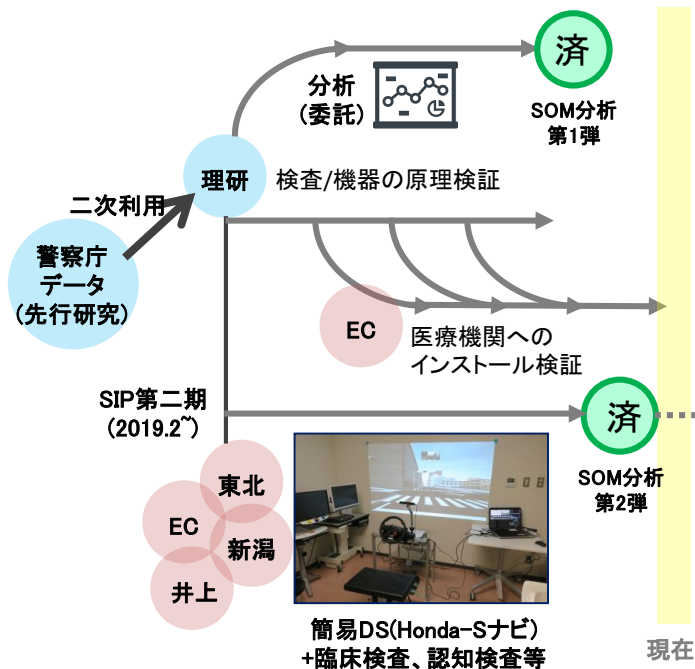 済
分析
(委託)
SOM分析
第1弾
理研
検査/機器の原理検証
二次利用
警察庁
データ
(先行研究)
EC
医療機関への
インストール検証
SIP第二期
(2019.2~)
済
SOM分析
第2弾
東北
EC
新潟
井上
簡易DS(Honda-Sナビ)
+臨床検査、認知検査等
現在